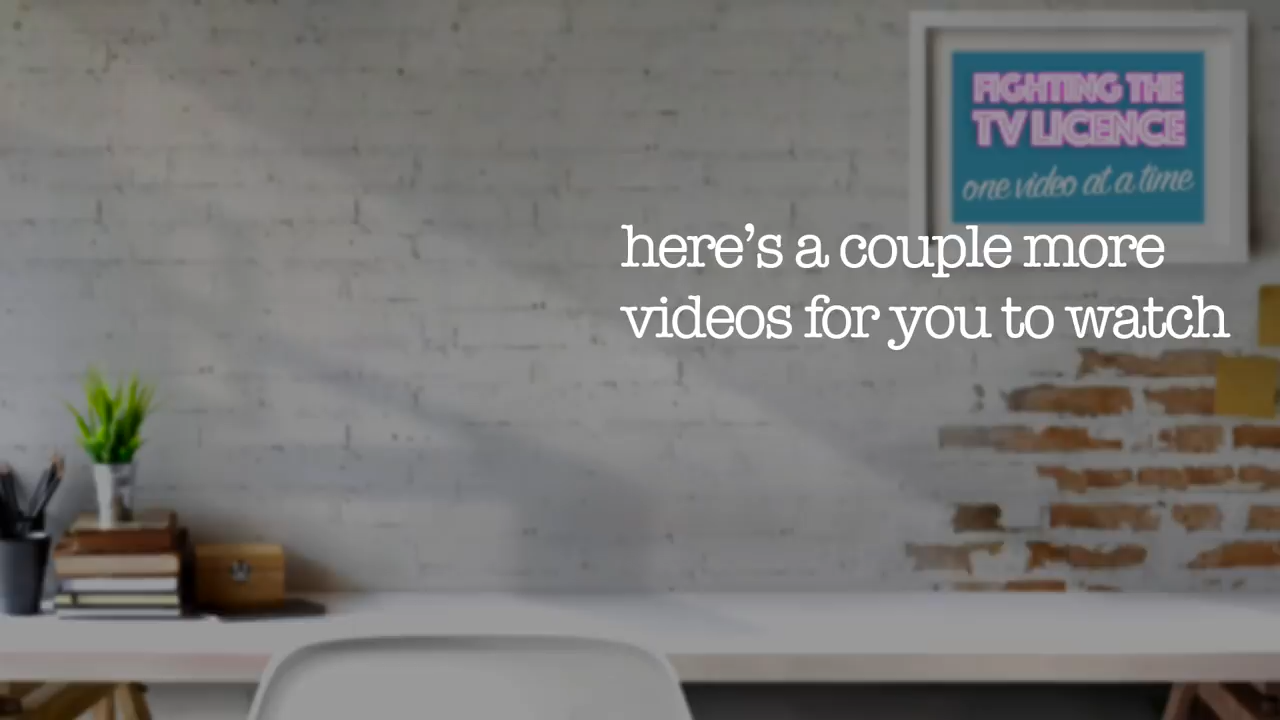 FIGHTING THE
TV LICENCE
one video at a time
here's a couple more
videos for you to watch